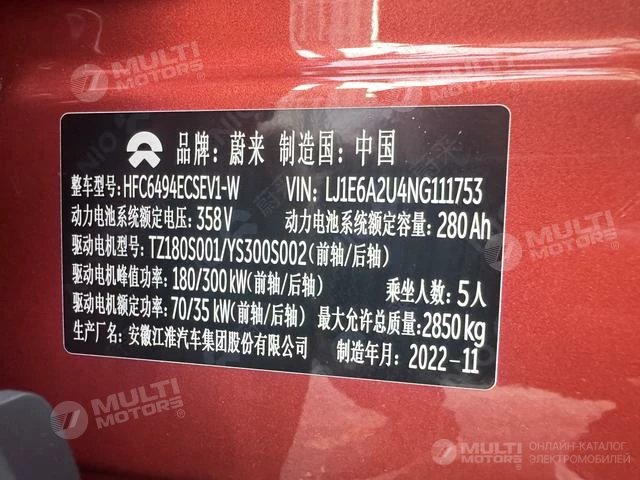 MULTI
MOTORS
MULTI
MOTORS
品牌: 蔚来 制造国: 中国
整车型号: HFC6494ECSEV1-W VIN: LJ1E6A2U4NG111753
动力电池系统额定电压: 358V 动力电池系统额定容量: 280Ah
驱动电机型号: TZ180S001/YS300S002(前轴/后轴)
驱动电机峰值功率: 180/300kW(前轴/后轴) 乘坐人数: 5人
驱动电机额定功率: 70/35kW(前轴/后轴) 最大允许总质量: 2850kg
生产厂名: 安徽江淮汽车集团股份有限公司 制造年月: 2022-11
MULTI
MOTORS
MULTI
MOTORS
ОНЛАЙН-КАТАЛОГ
ЭЛЕКТРОМОБИЛЕЙ